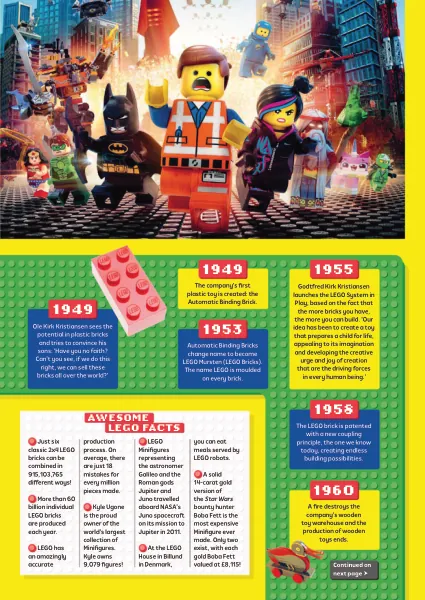 1949
Ole Kirk Kristiansen sees the
potential in plastic bricks
and tries to convince his
sons: 'Have you no faith?
Can't you see, if we do this
right, we can sell these
bricks all over the world?'
1949
The company's first
plastic toy is created: the
Automatic Binding Brick.
1953
Automatic Binding Bricks
change name to become
LEGO Mursten (LEGO Bricks).
The name LEGO is moulded
on every brick.
1955
Godtfred Kirk Kristiansen
launches the LEGO System in
Play, based on the fact that
the more bricks you have,
the more you can build. 'Our
idea has been to create a toy
that prepares a child for life,
appealing to its imagination
and developing the creative
urge and joy of creation
that are the driving forces
in every human being.'
1958
The LEGO brick is patented
with a new coupling
principle, the one we know
today, creating endless
building possibilities.
1960
A fire destroys the
company's wooden
toy warehouse and the
production of wooden
toys ends.
AWESOME
LEGO FACTS
Just six
classic 2x4 LEGO
bricks can be
combined in
915,103,765
different ways!
More than 60
billion individual
LEGO bricks
are produced
each year.
LEGO has
an amazingly
accurate
production
process. On
average, there
are just 18
mistakes for
every million
pieces made.
Kyle Ugone
is the proud
owner of the
world's largest
collection of
Minifigures.
Kyle owns
9,079 figures!
LEGO
Minifigures
representing
the astronomer
Galileo and the
Roman gods
Jupiter and
Juno travelled
aboard NASA's
Juno spacecraft
on its mission to
Jupiter in 2011.
At the LEGO
House in Billund
in Denmark,
you can eat
meals served by
LEGO robots.
A solid
14-carat gold
version of
the Star Wars
bounty hunter
Boba Fett is the
most expensive
Minifigure ever
made. Only two
exist, with each
gold Boba Fett
valued at £8,115!
Continued on
next page >